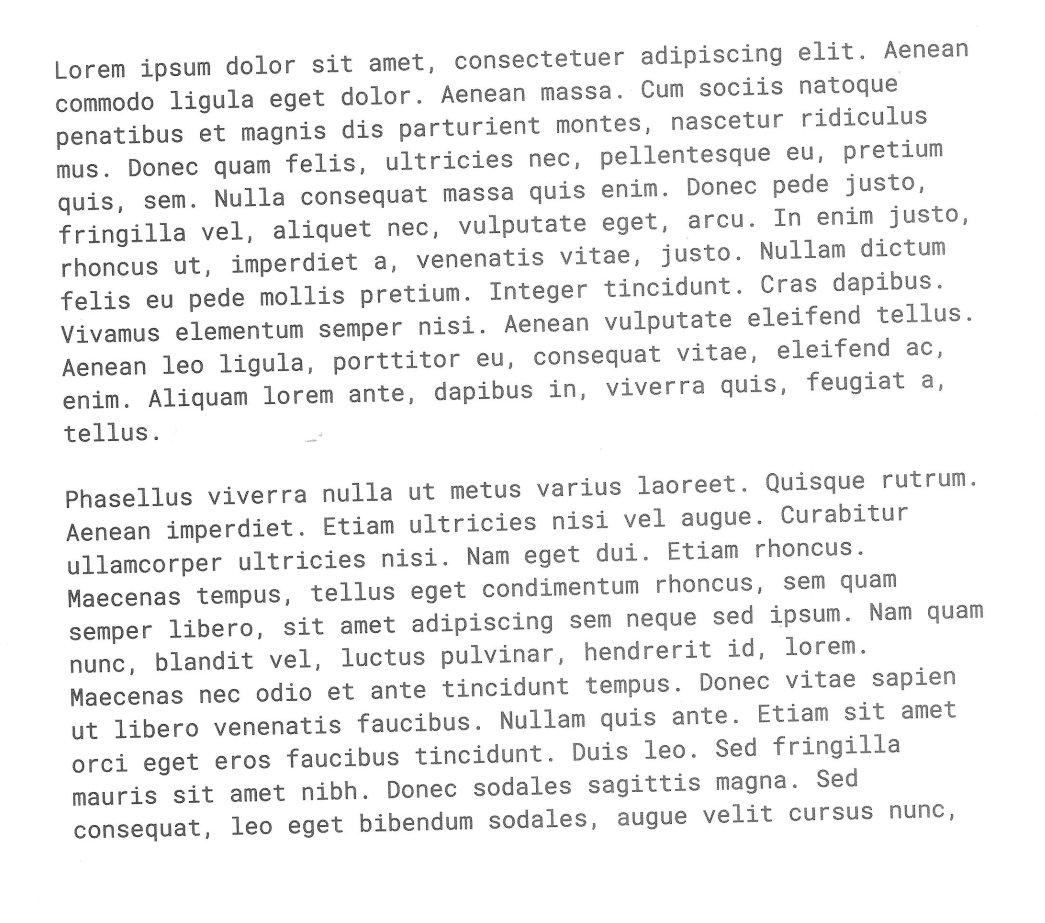 Lorem ipsum dolor sit amet, consectetuer adipiscing elit. Aenean
commodo ligula eget dolor. Aenean massa. Cum sociis natoque
penatibus et magnis dis parturient montes, nascetur ridiculus
mus. Donec quam felis, ultricies nec, pellentesque eu, pretium
quis, sem. Nulla consequat massa quis enim. Donec pede justo,
fringilla vel, aliquet nec, vulputate eget, arcu. In enim justo,
rhoncus ut, imperdiet a, venenatis vitae, justo. Nullam dictum
felis eu pede mollis pretium. Integer tincidunt. Cras dapibus.
Vivamus elementum semper nisi. Aenean vulputate eleifend tellus.
Aenean leo ligula, porttitor eu, consequat vitae, eleifend ac,
enim. Aliquam lorem ante, dapibus in, viverra quis, feugiat a,
tellus.

Phasellus viverra nulla ut metus varius laoreet. Quisque rutrum.
Aenean imperdiet. Etiam ultricies nisi vel augue. Curabitur
ullamcorper ultricies nisi. Nam eget dui. Etiam rhoncus.
Maecenas tempus, tellus eget condimentum rhoncus, sem quam
semper libero, sit amet adipiscing sem neque sed ipsum. Nam quam
nunc, blandit vel, luctus pulvinar, hendrerit id, lorem.
Maecenas nec odio et ante tincidunt tempus. Donec vitae sapien
ut libero venenatis faucibus. Nullam quis ante. Etiam sit amet
orci eget eros faucibus tincidunt. Duis leo. Sed fringilla
mauris sit amet nibh. Donec sodales sagittis magna. Sed
consequat, leo eget bibendum sodales, augue velit cursus nunc,